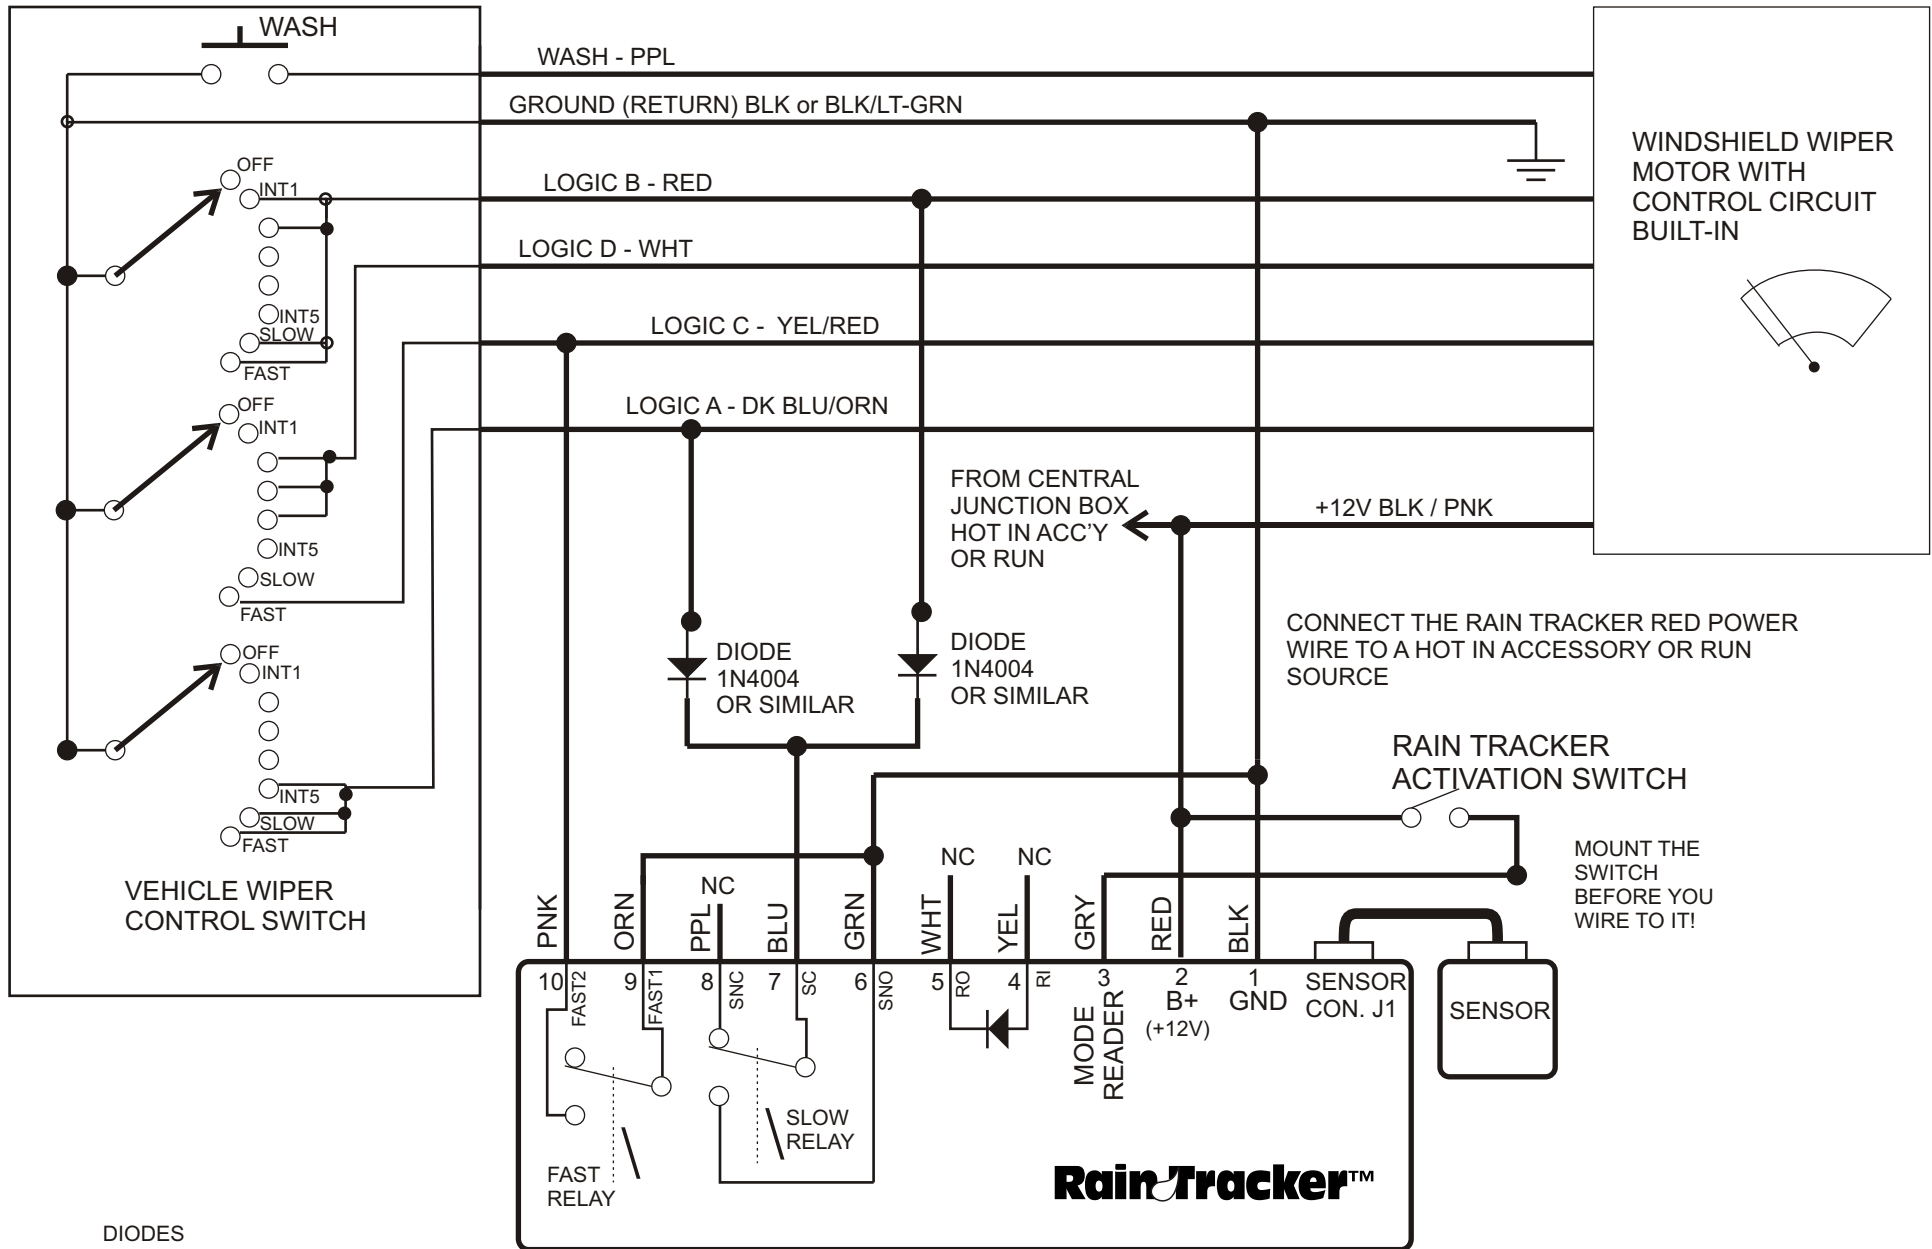 WASH
WASH - PPL
GROUND (RETURN) BLK or BLK/LT-GRN
OFF
INT1
LOGIC B - RED
LOGIC D - WHT
INT5
SLOW
FAST
LOGIC C -  YEL/RED
OFF
INT1
LOGIC A - DK BLU/ORN
INT5
SLOW
FAST
OFF
INT1
INT5
SLOW
FAST
VEHICLE WIPER
CONTROL SWITCH
WINDSHIELD WIPER
MOTOR WITH
CONTROL CIRCUIT
BUILT-IN
FROM CENTRAL
JUNCTION BOX
HOT IN ACC'Y
OR RUN
+12V BLK / PNK
DIODE
1N4004
OR SIMILAR
DIODE
1N4004
OR SIMILAR
CONNECT THE RAIN TRACKER RED POWER
WIRE TO A HOT IN ACCESSORY OR RUN
SOURCE
RAIN TRACKER
ACTIVATION SWITCH
MOUNT THE
SWITCH
BEFORE YOU
WIRE TO IT!
NC
NC
NC
PNK
ORN
PPL
BLU
GRN
WHT
YEL
GRY
RED
BLK
10
FAST2
9
FAST1
8
SNC
7
SC
6
SNO
5
RO
4
RI
3
MODE
READER
2
B+
(+12V)
1
GND
SENSOR
CON. J1
SENSOR
FAST
RELAY
SLOW
RELAY
Rain Tracker™
DIODES